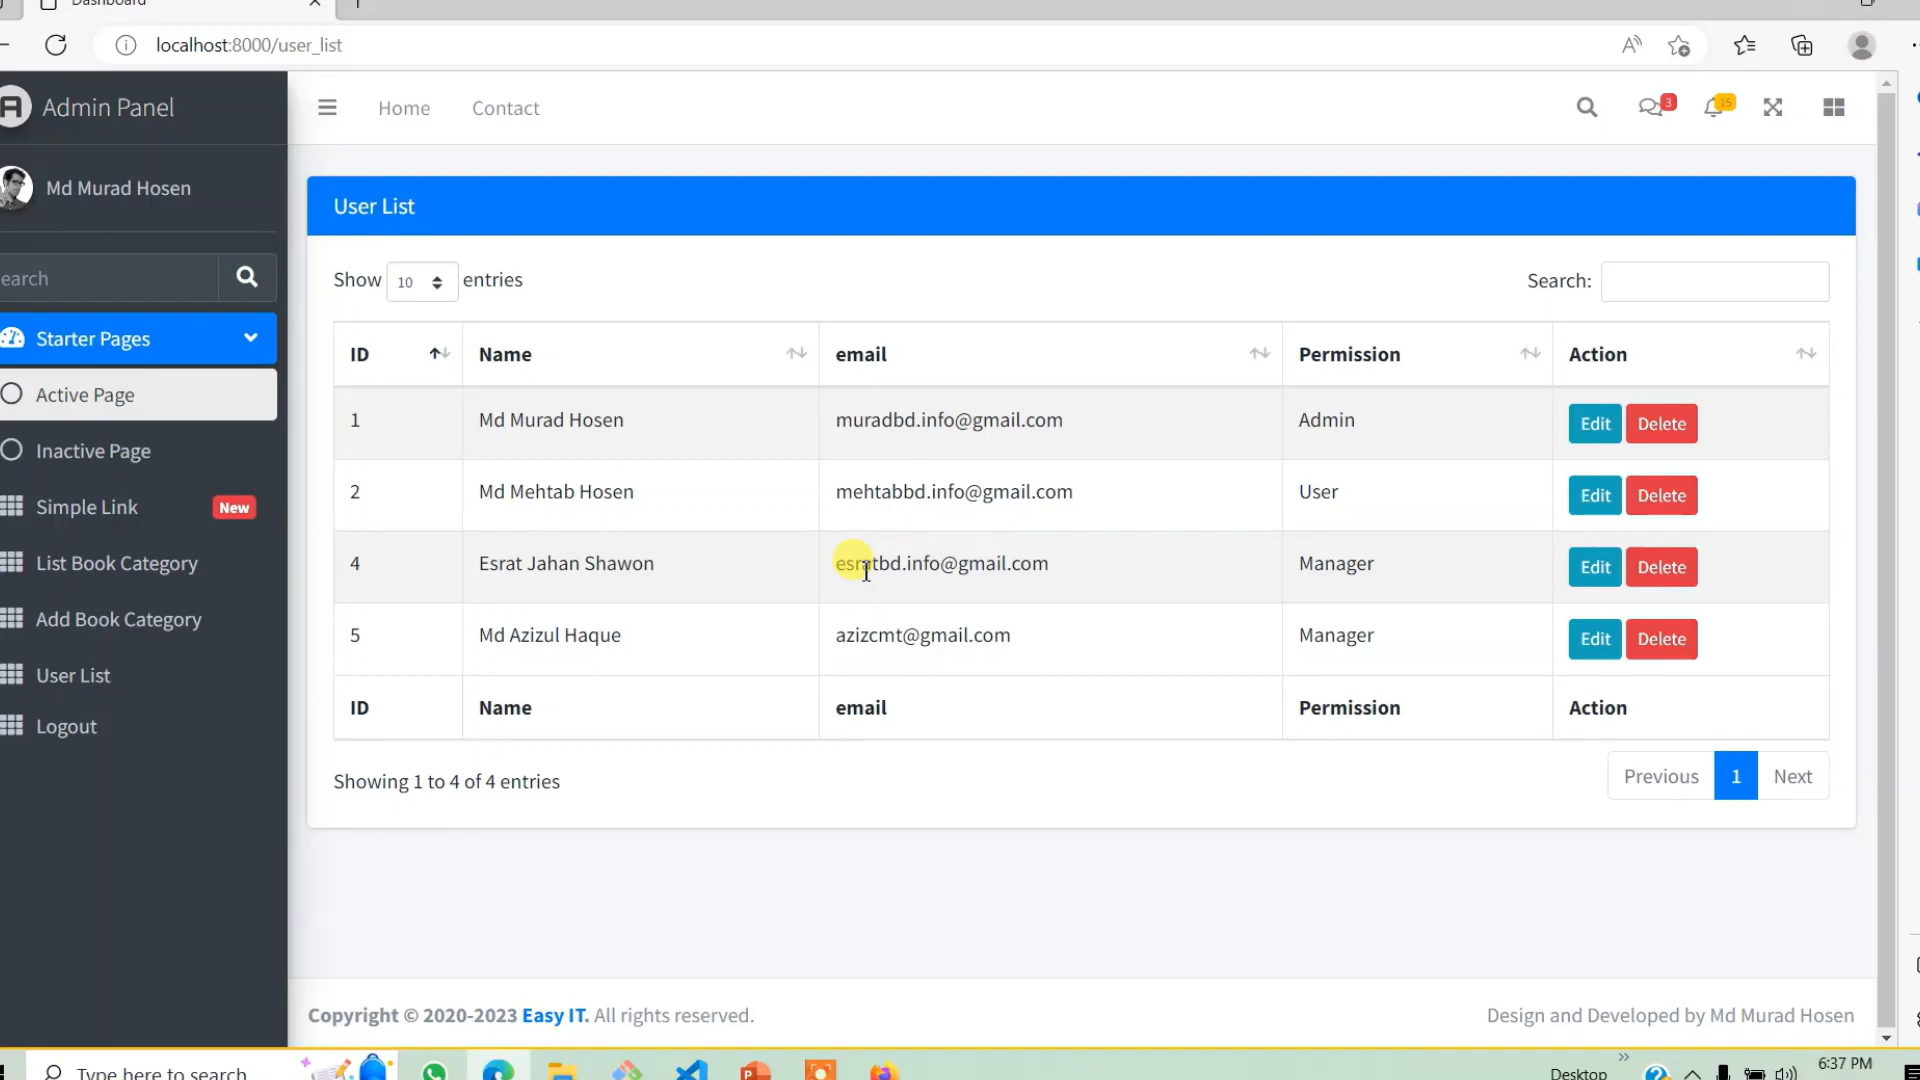 Dashboard
localhost:8000/user_list
Admin Panel
Home
Contact
3
15
Md Murad Hosen
User List
earch
Show 10 entries
Search:
Starter Pages
Active Page
Inactive Page
Simple Link
New
List Book Category
Add Book Category
User List
Logout
ID Name email Permission Action
1 Md Murad Hosen muradbd.info@gmail.com Admin Edit Delete
2 Md Mehtab Hosen mehtabbd.info@gmail.com User Edit Delete
4 Esrat Jahan Shawon esratbd.info@gmail.com Manager Edit Delete
5 Md Azizul Haque azizcmt@gmail.com Manager Edit Delete
ID Name email Permission Action
Showing 1 to 4 of 4 entries
Previous 1 Next
Copyright © 2020-2023 Easy IT. All rights reserved.
Design and Developed by Md Murad Hosen
Type here to search
Desktop
6:37 PM